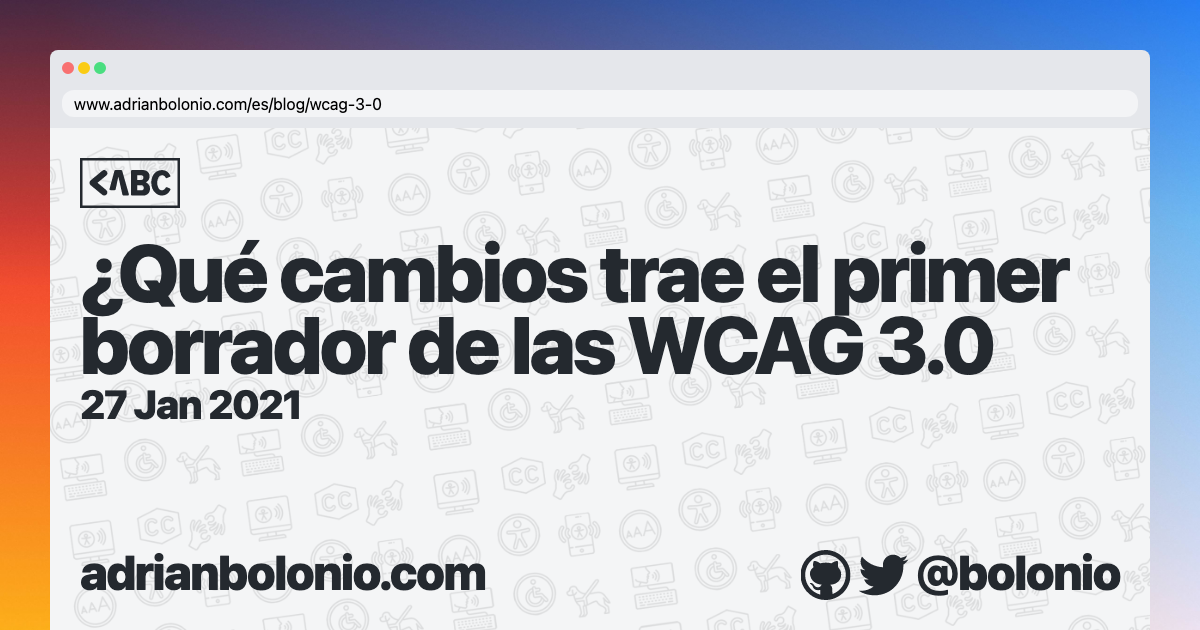 www.adrianbolonio.com/es/blog/wcag-3-0
<ABC
¿Qué cambios trae el primer
borrador de las WCAG 3.0
27 Jan 2021
adrianbolonio.com
@bolonio